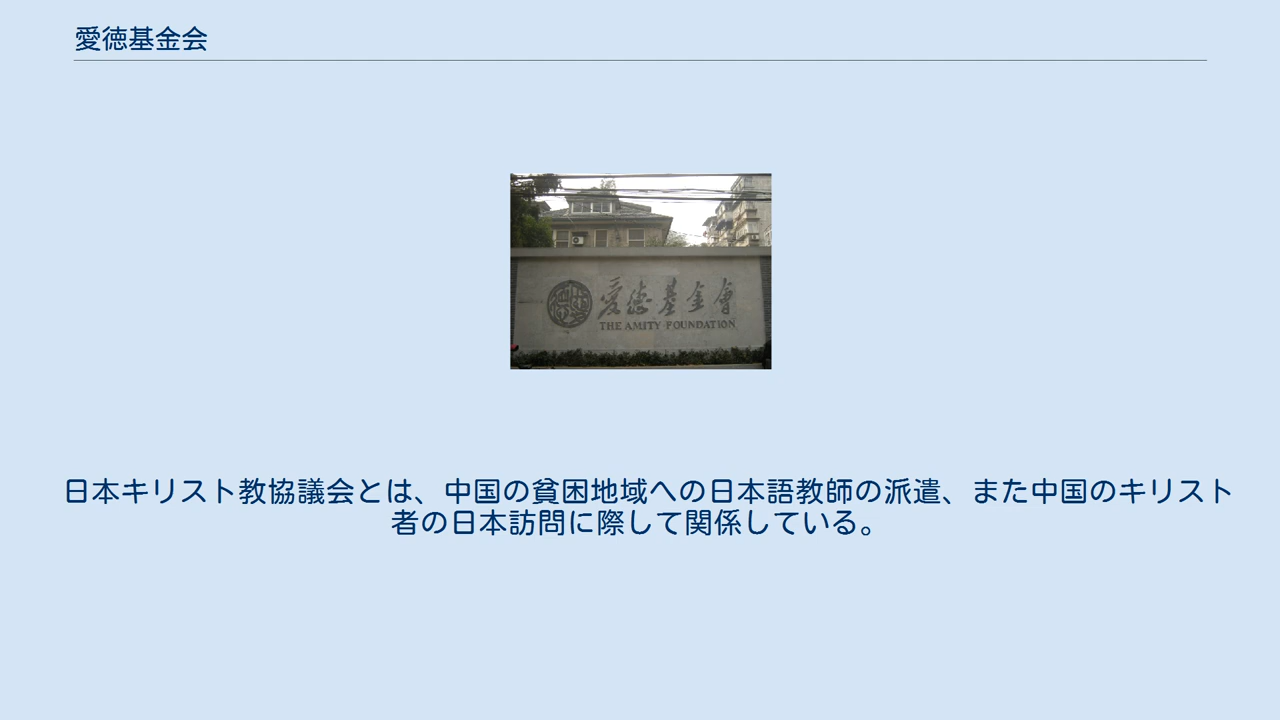 愛徳基金会
愛德基金會
THE AMITY FOUNDATION
日本キリスト教協議会とは、中国の貧困地域への日本語教師の派遣、また中国のキリスト
者の日本訪問に際して関係している。